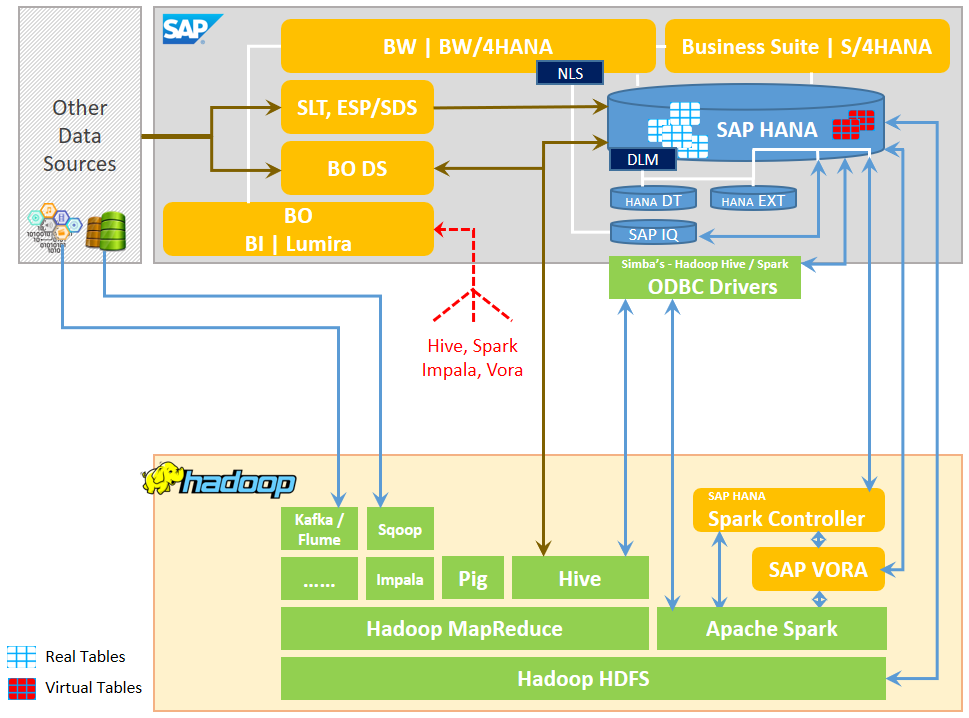 Other
Data
Sources
SAP
BW | BW/4HANA
Business Suite | S/4HANA
NLS
SLT, ESP/SDS
SAP HANA
DLM
BO DS
HANA DT
HANA EXT
BO
BI | Lumira
SAP IQ
Simba's - Hadoop Hive / Spark
ODBC Drivers
Hive, Spark
Impala, Vora
hadoop
SAP HANA
Spark Controller
Kafka /
Flume
Sqoop
SAP VORA
......
Impala
Pig
Hive
Hadoop MapReduce
Apache Spark
Hadoop HDFS
Real Tables
Virtual Tables